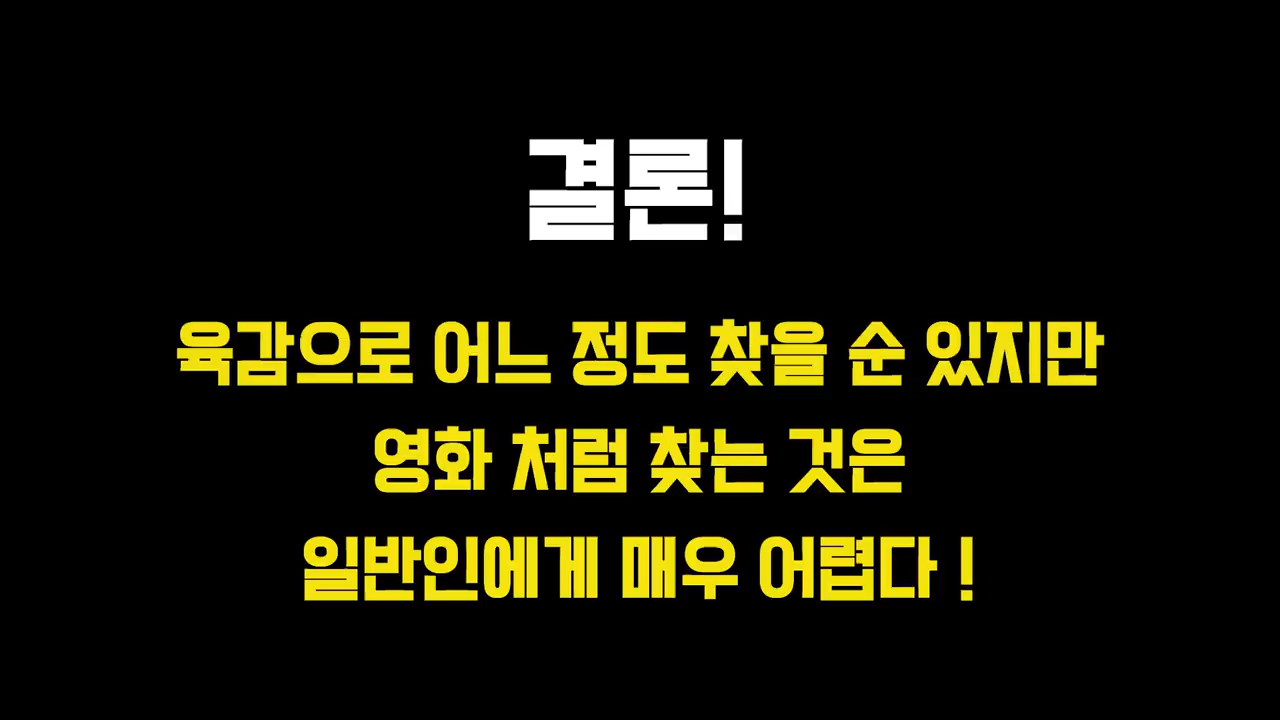 결론!
육감으로 어느 정도 찾을 순 있지만
영화 처럼 찾는 것은
일반인에게 매우 어렵다 !